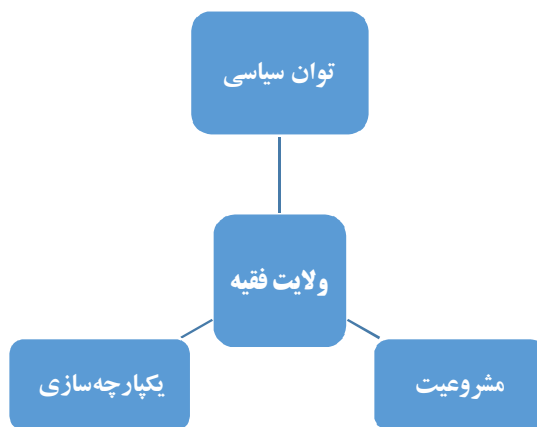 توان سیاسی
ولایت فقیه
مشروعیت
یکپارچه‌سازی